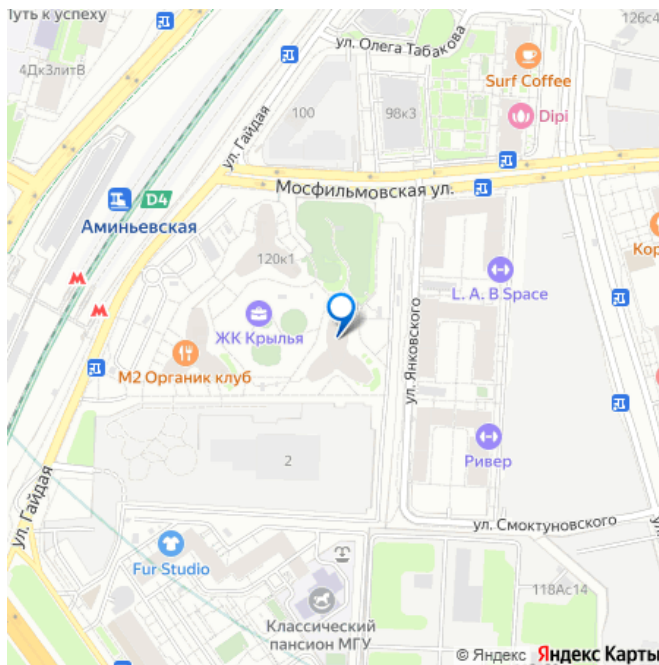 Путь к успеху
126с4
4Дк3литВ
ул. Олега Табакова
Surf Coffee
100
98к3
Dipi
ул. Гайдая
Мосфильмовская ул.
D4
Аминьевская
120к1
L. A. B Space
Кор
ЖК Крылья
ул. Янковского
М2 Органик клуб
2
Ривер
ул. Гайдая
ул. Смоктуновского
Fur Studio
118Ас14
Классический
пансион МГУ
© Яндекс Яндекс Карты